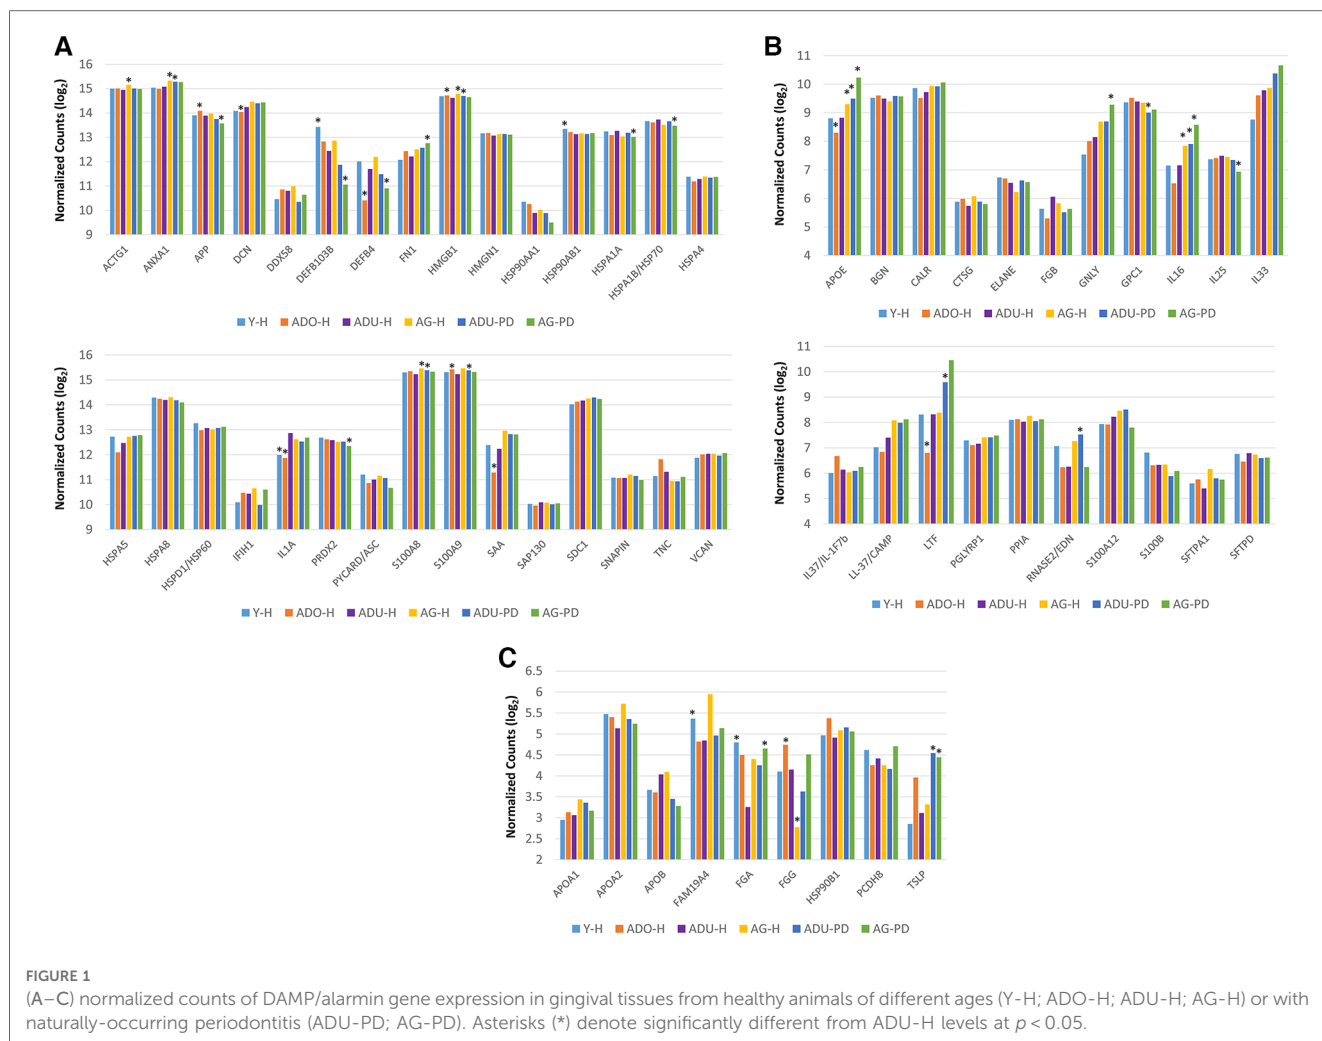 A
Normalized Counts (log2)
16
15
14
13
12
11
10
9
* * * * * * * * * * * * * * * * * * *
ACTG1 ANXA1 APP DCN DDX58 DEFB103B DEFB4 FN1 HMGB1 HMGN1 HSP90AA1 HSP90AB1 HSPA1A HSPA1B/HSP70 HSPA4
Y-H ADO-H ADU-H AG-H ADU-PD AG-PD
Normalized Counts (log2)
16
15
14
13
12
11
10
9
* * * * * * * *
HSPA5 HSPA8 HSPD1/HSP60 IFIH1 IL1A PRDX2 PYCARD/ASC S100A8 S100A9 SAA SAP130 SDC1 SNAPIN TNC VCAN
Y-H ADO-H ADU-H AG-H ADU-PD AG-PD
B
Normalized Counts (log2)
11
10
9
8
7
6
5
4
* * * * * * * * * *
APOE BGN CALR CTSG ELANE FGB GNLY GPC1 IL16 IL25 IL33
Y-H ADO-H ADU-H AG-H ADU-PD AG-PD
Normalized Counts (log2)
11
10
9
8
7
6
5
4
* * *
IL37/IL-1F7b LL-37/CAMP LTF PGLYRP1 PPIA RNASE2/EDN S100A12 S100B SFTPA1 SFTPD
Y-H ADO-H ADU-H AG-H ADU-PD AG-PD
C
Normalized Counts (log2)
6.5
6
5.5
5
4.5
4
3.5
3
2.5
2
* * * * * * *
APOA1 APOA2 APOB FAM19A4 FGA FGG HSP90B1 PCDH8 TSLP
Y-H ADO-H ADU-H AG-H ADU-PD AG-PD
FIGURE 1
(A–C) normalized counts of DAMP/alarmin gene expression in gingival tissues from healthy animals of different ages (Y-H; ADO-H; ADU-H; AG-H) or with
naturally-occurring periodontitis (ADU-PD; AG-PD). Asterisks (*) denote significantly different from ADU-H levels at p < 0.05.